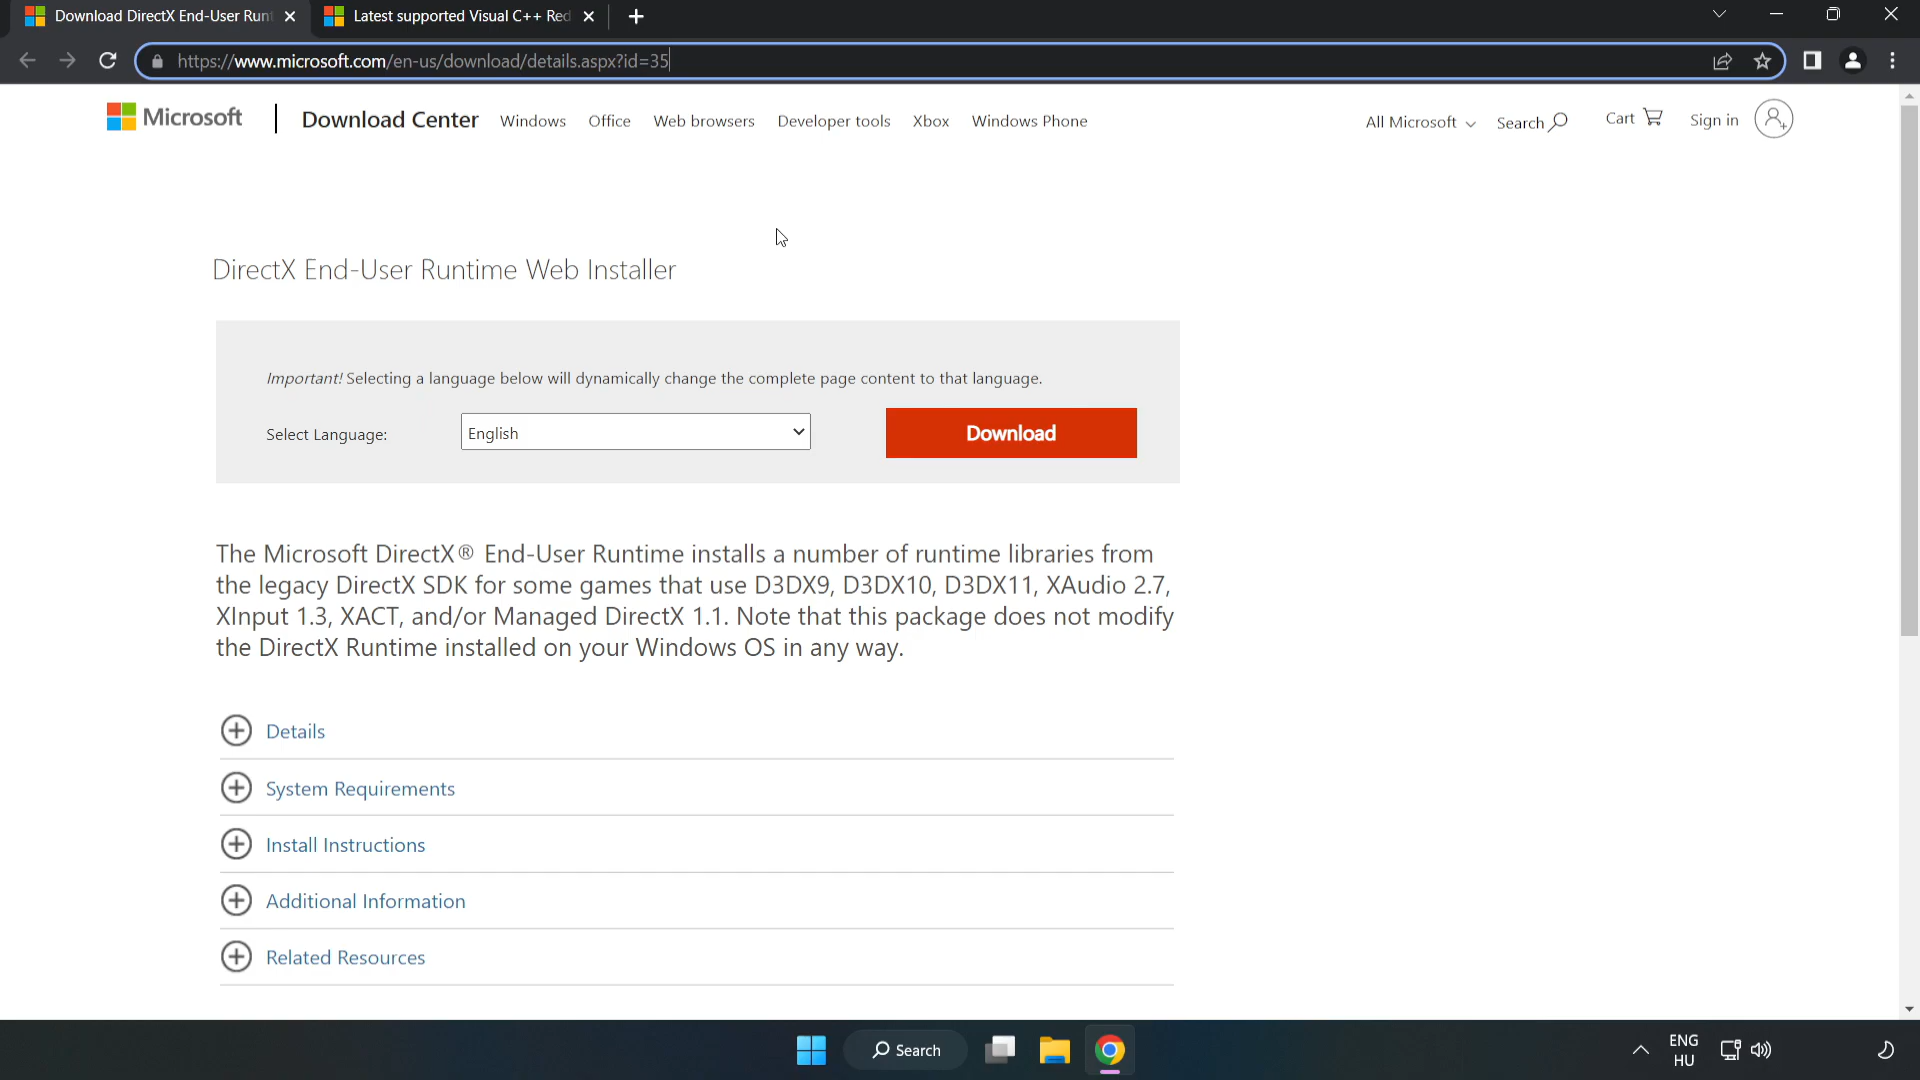 Download DirectX End-User Runt
Latest supported Visual C++ Red
https://www.microsoft.com/en-us/download/details.aspx?id=35
Microsoft
Download Center
Windows
Office
Web browsers
Developer tools
Xbox
Windows Phone
All Microsoft
Search
Cart
Sign in
DirectX End-User Runtime Web Installer
Important! Selecting a language below will dynamically change the complete page content to that language.
Select Language:
English
Download
The Microsoft DirectX® End-User Runtime installs a number of runtime libraries from
the legacy DirectX SDK for some games that use D3DX9, D3DX10, D3DX11, XAudio 2.7,
XInput 1.3, XACT, and/or Managed DirectX 1.1. Note that this package does not modify
the DirectX Runtime installed on your Windows OS in any way.
Details
System Requirements
Install Instructions
Additional Information
Related Resources
Search
ENG
HU